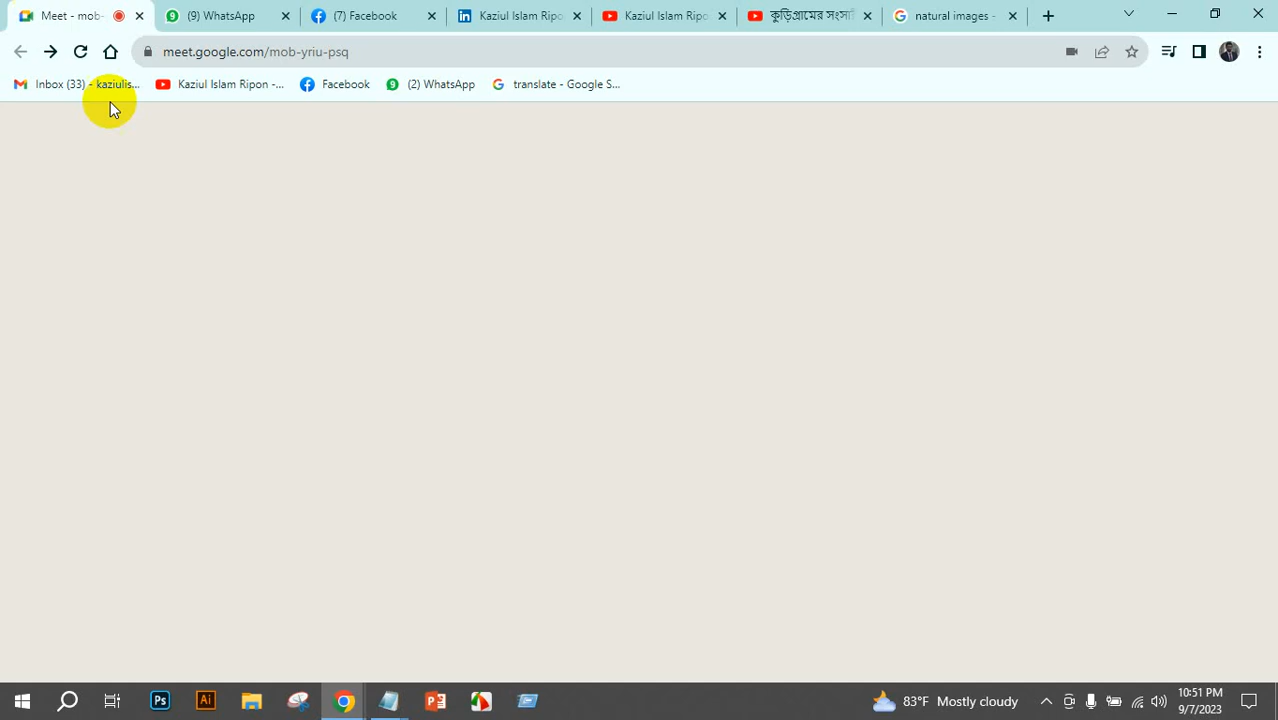 Meet - mob-
(9) WhatsApp
(7) Facebook
Kaziul Islam Ripo
Kaziul Islam Ripo
কুড়িগ্রামের সংসা
natural images -
meet.google.com/mob-yriu-psq
Inbox (33) - kaziulis...
Kaziul Islam Ripon -...
Facebook
(2) WhatsApp
translate - Google S...
83°F Mostly cloudy
10:51 PM
9/7/2023